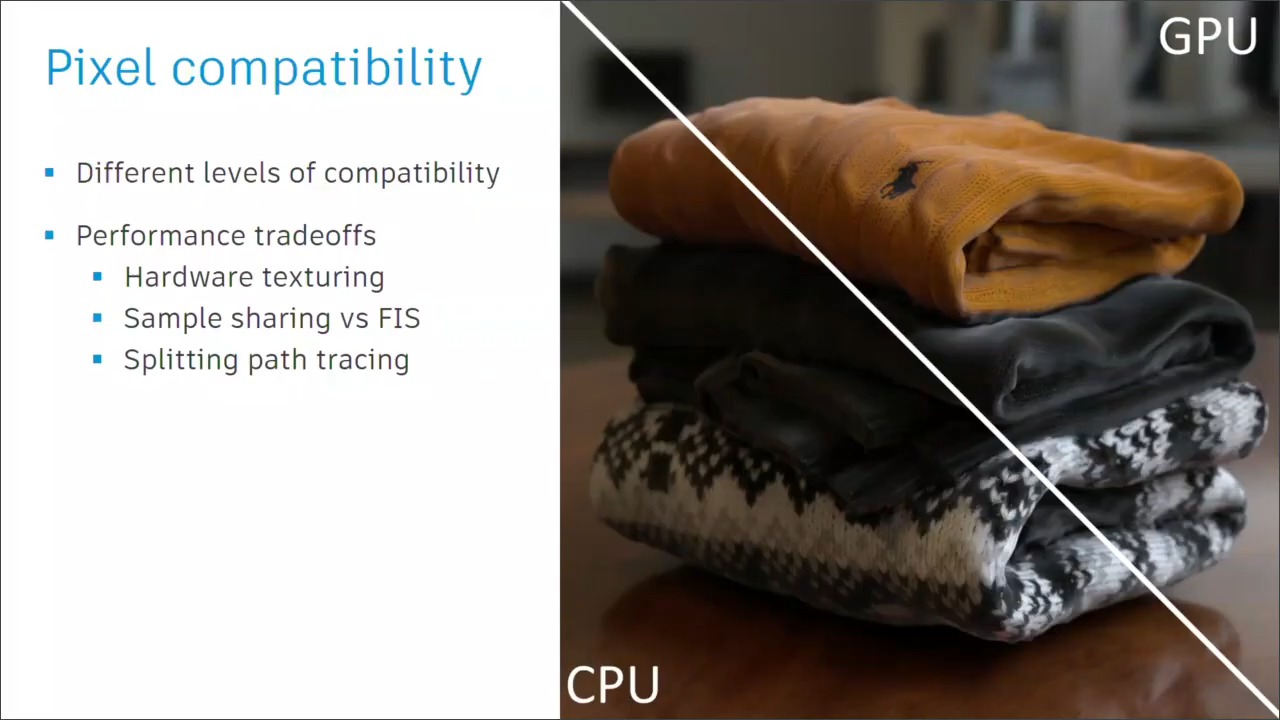 Pixel compatibility
Different levels of compatibility
Performance tradeoffs
Hardware texturing
Sample sharing vs FIS
Splitting path tracing
GPU
CPU